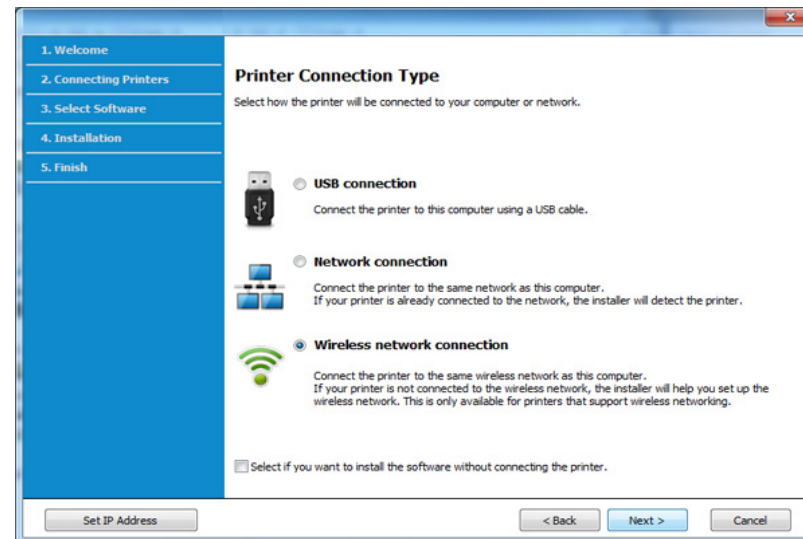 1. Welcome
2. Connecting Printers
3. Select Software
4. Installation
5. Finish
Printer Connection Type
Select how the printer will be connected to your computer or network.
USB connection
Connect the printer to this computer using a USB cable.
Network connection
Connect the printer to the same network as this computer.
If your printer is already connected to the network, the installer will detect the printer.
Wireless network connection
Connect the printer to the same wireless network as this computer.
If your printer is not connected to the wireless network, the installer will help you set up the
wireless network. This is only available for printers that support wireless networking.
Select if you want to install the software without connecting the printer.
Set IP Address
< Back
Next >
Cancel